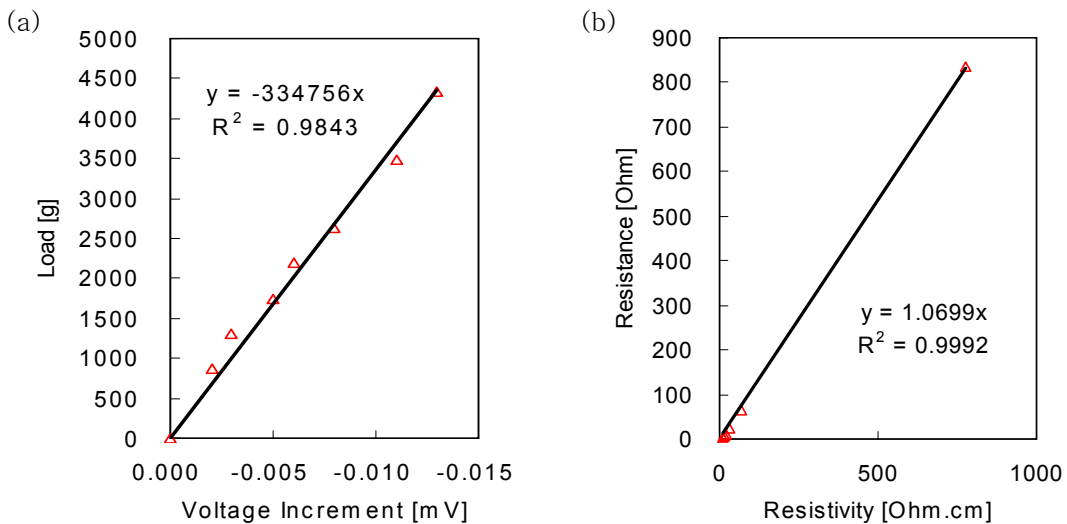 (a)
5000
4500
4000
3500
3000
2500
2000
1500
1000
500
0
Load [g]
y = -334756x
R² = 0.9843
0.000 -0.005 -0.010 -0.015
Voltage Increment [mV]
(b)
900
800
700
600
500
400
300
200
100
0
Resistance [Ohm]
y = 1.0699x
R² = 0.9992
0 500 1000
Resistivity [Ohm.cm]